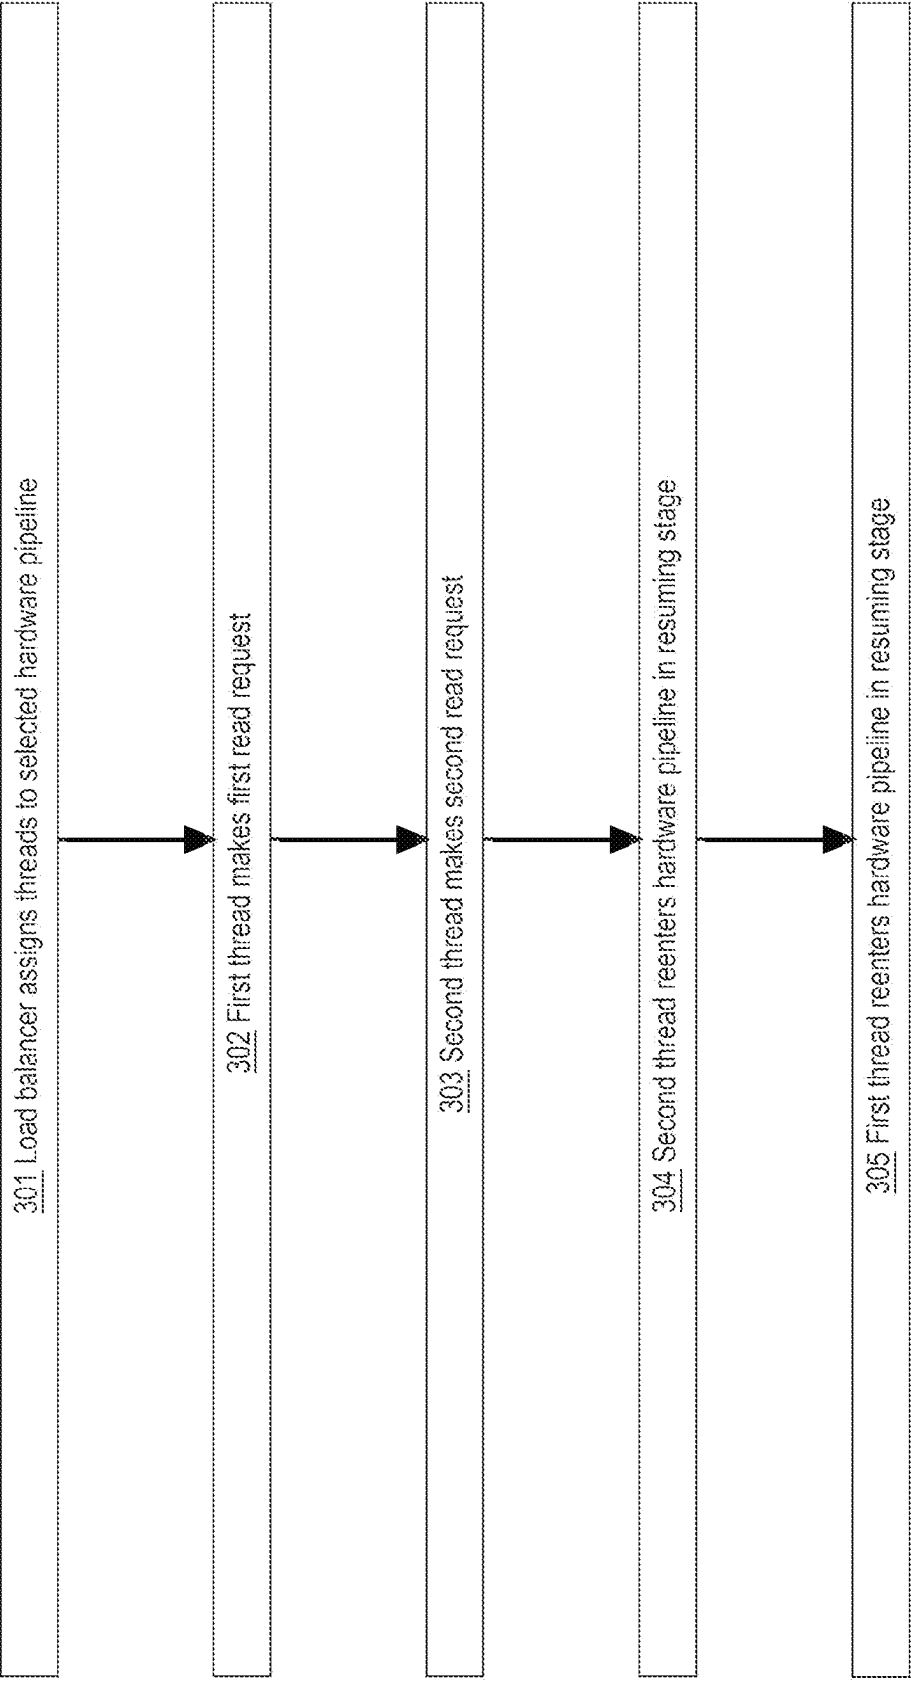 301 Load balancer assigns threads to selected hardware pipeline
302 First thread makes first read request
303 Second thread makes second read request
304 Second thread reenters hardware pipeline in resuming stage
305 First thread reenters hardware pipeline in resuming stage